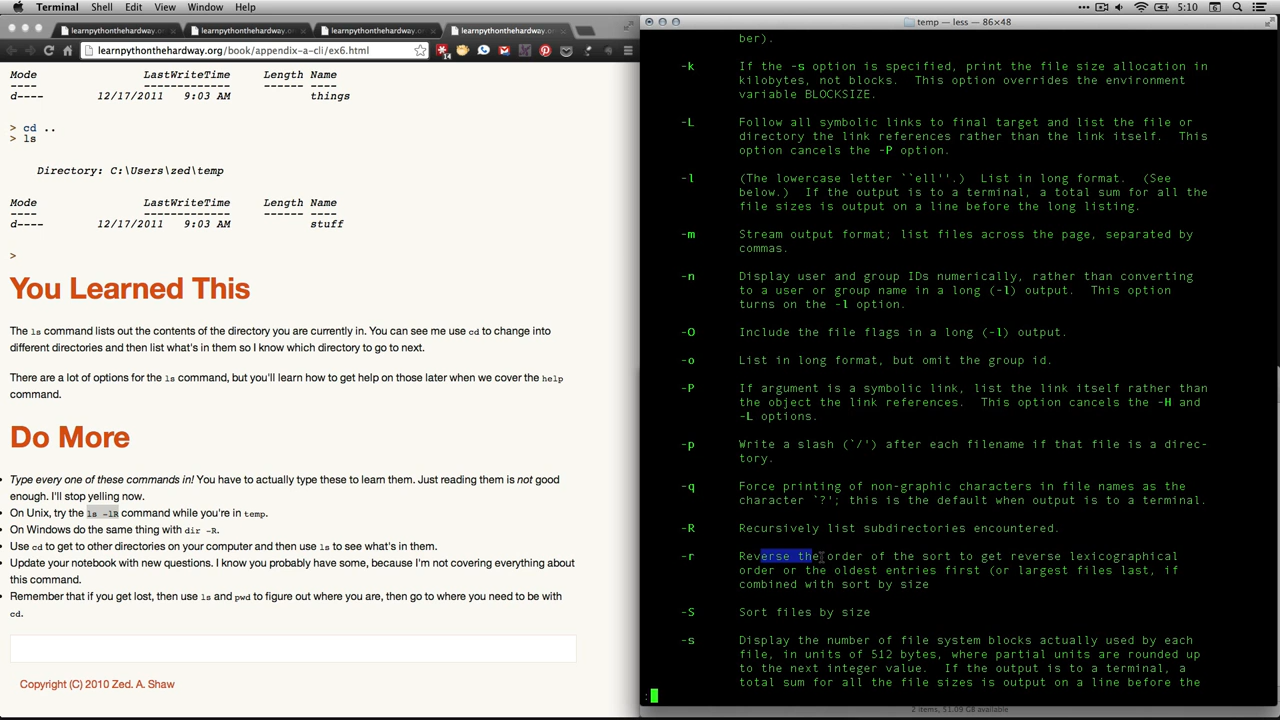 Terminal Shell Edit View Window Help
5:10
learnpythonthehardway.org
learnpythonthehardway.org
learnpythonthehardway.org
learnpythonthehardway.org
learnpythonthehardway.org/book/appendix-a-cli/ex6.html
14
Mode LastWriteTime Length Name
---- ------------- ------ ----
d---- 12/17/2011 9:03 AM things
> cd ..
> ls
Directory: C:\Users\zed\temp
Mode LastWriteTime Length Name
---- ------------- ------ ----
d---- 12/17/2011 9:03 AM stuff
>
You Learned This
The ls command lists out the contents of the directory you are currently in. You can see me use cd to change into
different directories and then list what's in them so I know which directory to go to next.
There are a lot of options for the ls command, but you'll learn how to get help on those later when we cover the help
command.
Do More
Type every one of these commands in! You have to actually type these to learn them. Just reading them is not good
enough. I'll stop yelling now.
On Unix, try the ls -lR command while you're in temp.
On Windows do the same thing with dir -R.
Use cd to get to other directories on your computer and then use ls to see what's in them.
Update your notebook with new questions. I know you probably have some, because I'm not covering everything about
this command.
Remember that if you get lost, then use ls and pwd to figure out where you are, then go to where you need to be with
cd.
Copyright (C) 2010 Zed. A. Shaw
temp — less — 86×48
ber).
-k If the -s option is specified, print the file size allocation in
kilobytes, not blocks. This option overrides the environment
variable BLOCKSIZE.
-L Follow all symbolic links to final target and list the file or
directory the link references rather than the link itself. This
option cancels the -P option.
-l (The lowercase letter ``ell''.) List in long format. (See
below.) If the output is to a terminal, a total sum for all the
file sizes is output on a line before the long listing.
-m Stream output format; list files across the page, separated by
commas.
-n Display user and group IDs numerically, rather than converting
to a user or group name in a long (-l) output. This option
turns on the -l option.
-O Include the file flags in a long (-l) output.
-o List in long format, but omit the group id.
-P If argument is a symbolic link, list the link itself rather than
the object the link references. This option cancels the -H and
-L options.
-p Write a slash (`/') after each filename if that file is a direc-
tory.
-q Force printing of non-graphic characters in file names as the
character `?'; this is the default when output is to a terminal.
-R Recursively list subdirectories encountered.
-r Reverse the order of the sort to get reverse lexicographical
order or the oldest entries first (or largest files last, if
combined with sort by size
-S Sort files by size
-s Display the number of file system blocks actually used by each
file, in units of 512 bytes, where partial units are rounded up
to the next integer value. If the output is to a terminal, a
total sum for all the file sizes is output on a line before the
:
2 items, 51.09 GB available